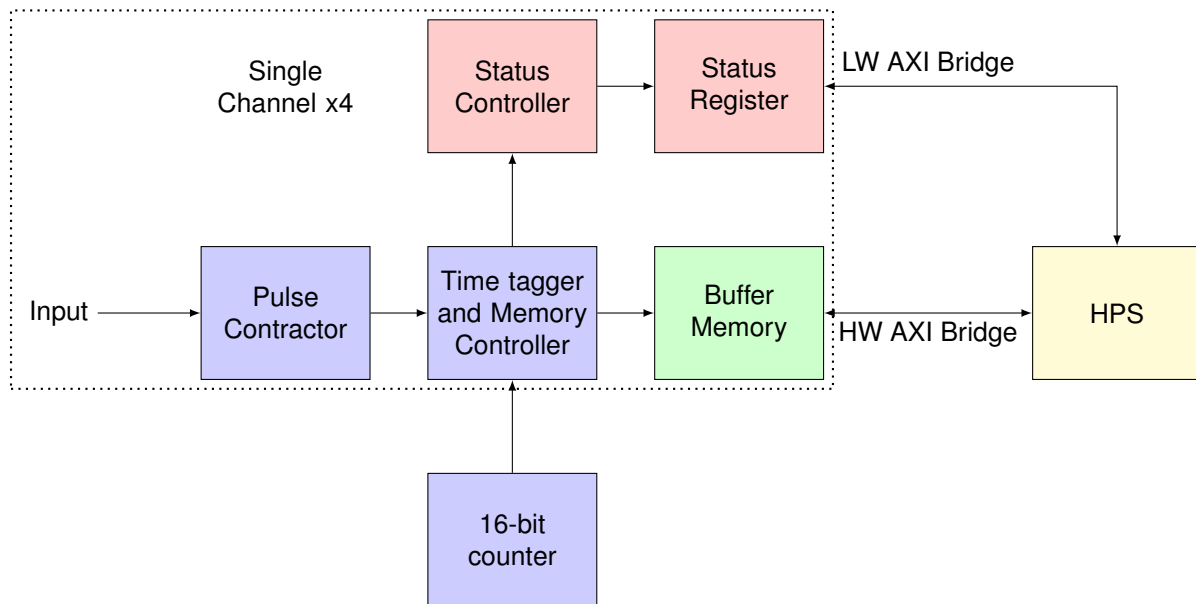 Single
Channel x4
Status
Controller
Status
Register
LW AXI Bridge
Input
Pulse
Contractor
Time tagger
and Memory
Controller
Buffer
Memory
HW AXI Bridge
HPS
16-bit
counter